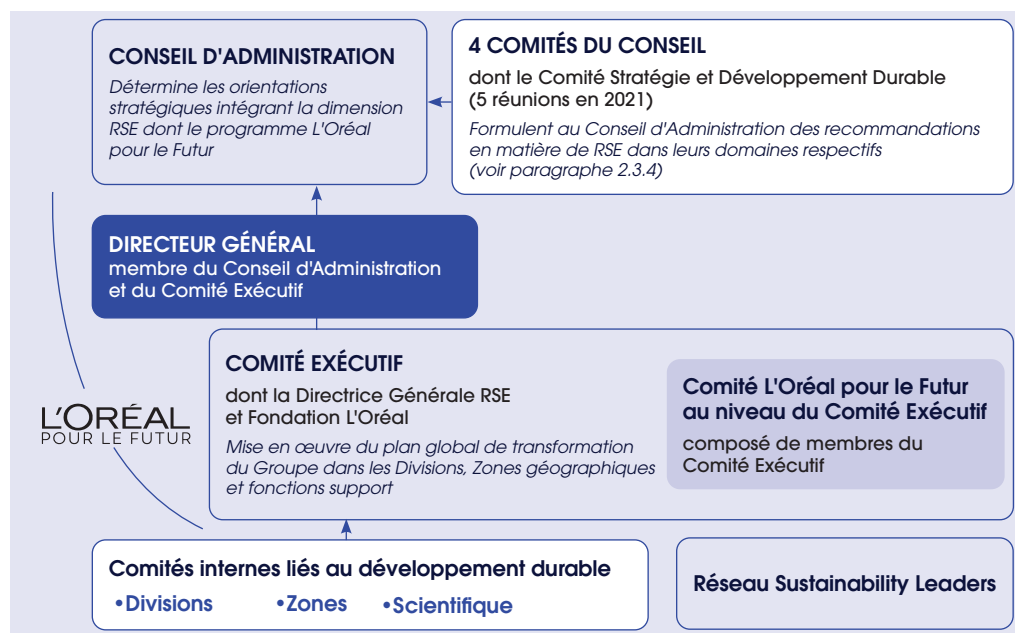 CONSEIL D'ADMINISTRATION
Détermine les orientations
stratégiques intégrant la dimension
RSE dont le programme L'Oréal
pour le Futur
4 COMITÉS DU CONSEIL
dont le Comité Stratégie et Développement Durable
(5 réunions en 2021)
Formulent au Conseil d'Administration des recommandations
en matière de RSE dans leurs domaines respectifs
(voir paragraphe 2.3.4)
DIRECTEUR GÉNÉRAL
membre du Conseil d'Administration
et du Comité Exécutif
COMITÉ EXÉCUTIF
dont la Directrice Générale RSE
et Fondation L'Oréal
Mise en œuvre du plan global de transformation
du Groupe dans les Divisions, Zones géographiques
et fonctions support
Comité L'Oréal pour le Futur
au niveau du Comité Exécutif
composé de membres du
Comité Exécutif
L'ORÉAL
POUR LE FUTUR
Comités internes liés au développement durable
•Divisions •Zones •Scientifique
Réseau Sustainability Leaders